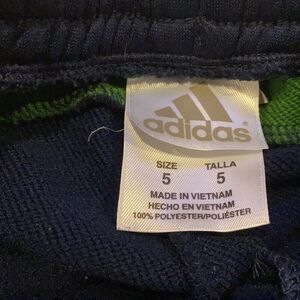 adidas
SIZE TALLA
5 5
MADE IN VIETNAM
HECHO EN VIETNAM
100% POLYESTER/POLIÉSTER